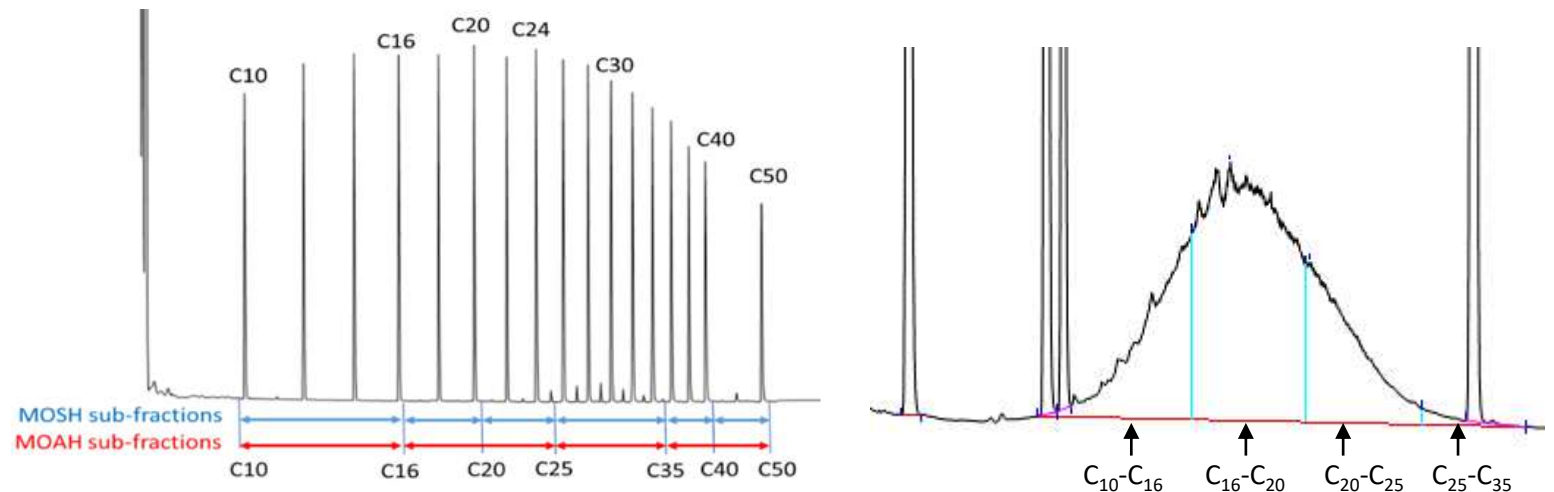 C10
C16
C20
C24
C30
C40
C50
MOSH sub-fractions
MOAH sub-fractions
C10
C16
C20
C25
C35
C40
C50
C₁₀-C₁₆
C₁₆-C₂₀
C₂₀-C₂₅
C₂₅-C₃₅